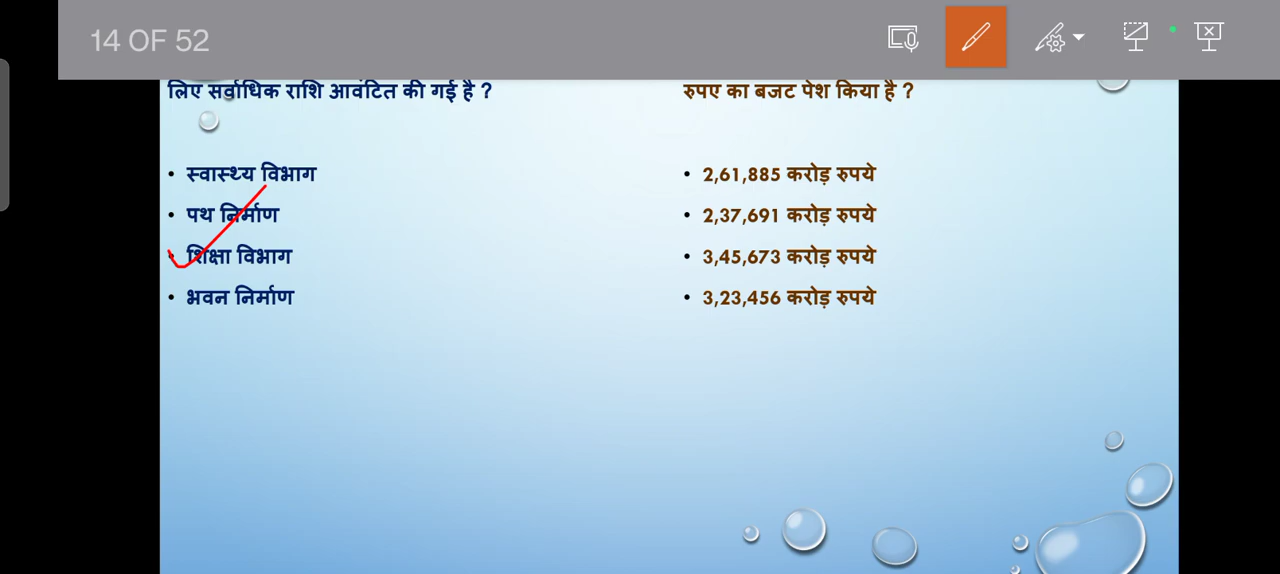 14 OF 52
लिए सर्वाधिक राशि आवंटित की गई है ?
स्वास्थ्य विभाग
पथ निर्माण
शिक्षा विभाग
भवन निर्माण
रुपए का बजट पेश किया है ?
2,61,885 करोड़ रुपये
2,37,691 करोड़ रुपये
3,45,673 करोड़ रुपये
3,23,456 करोड़ रुपये